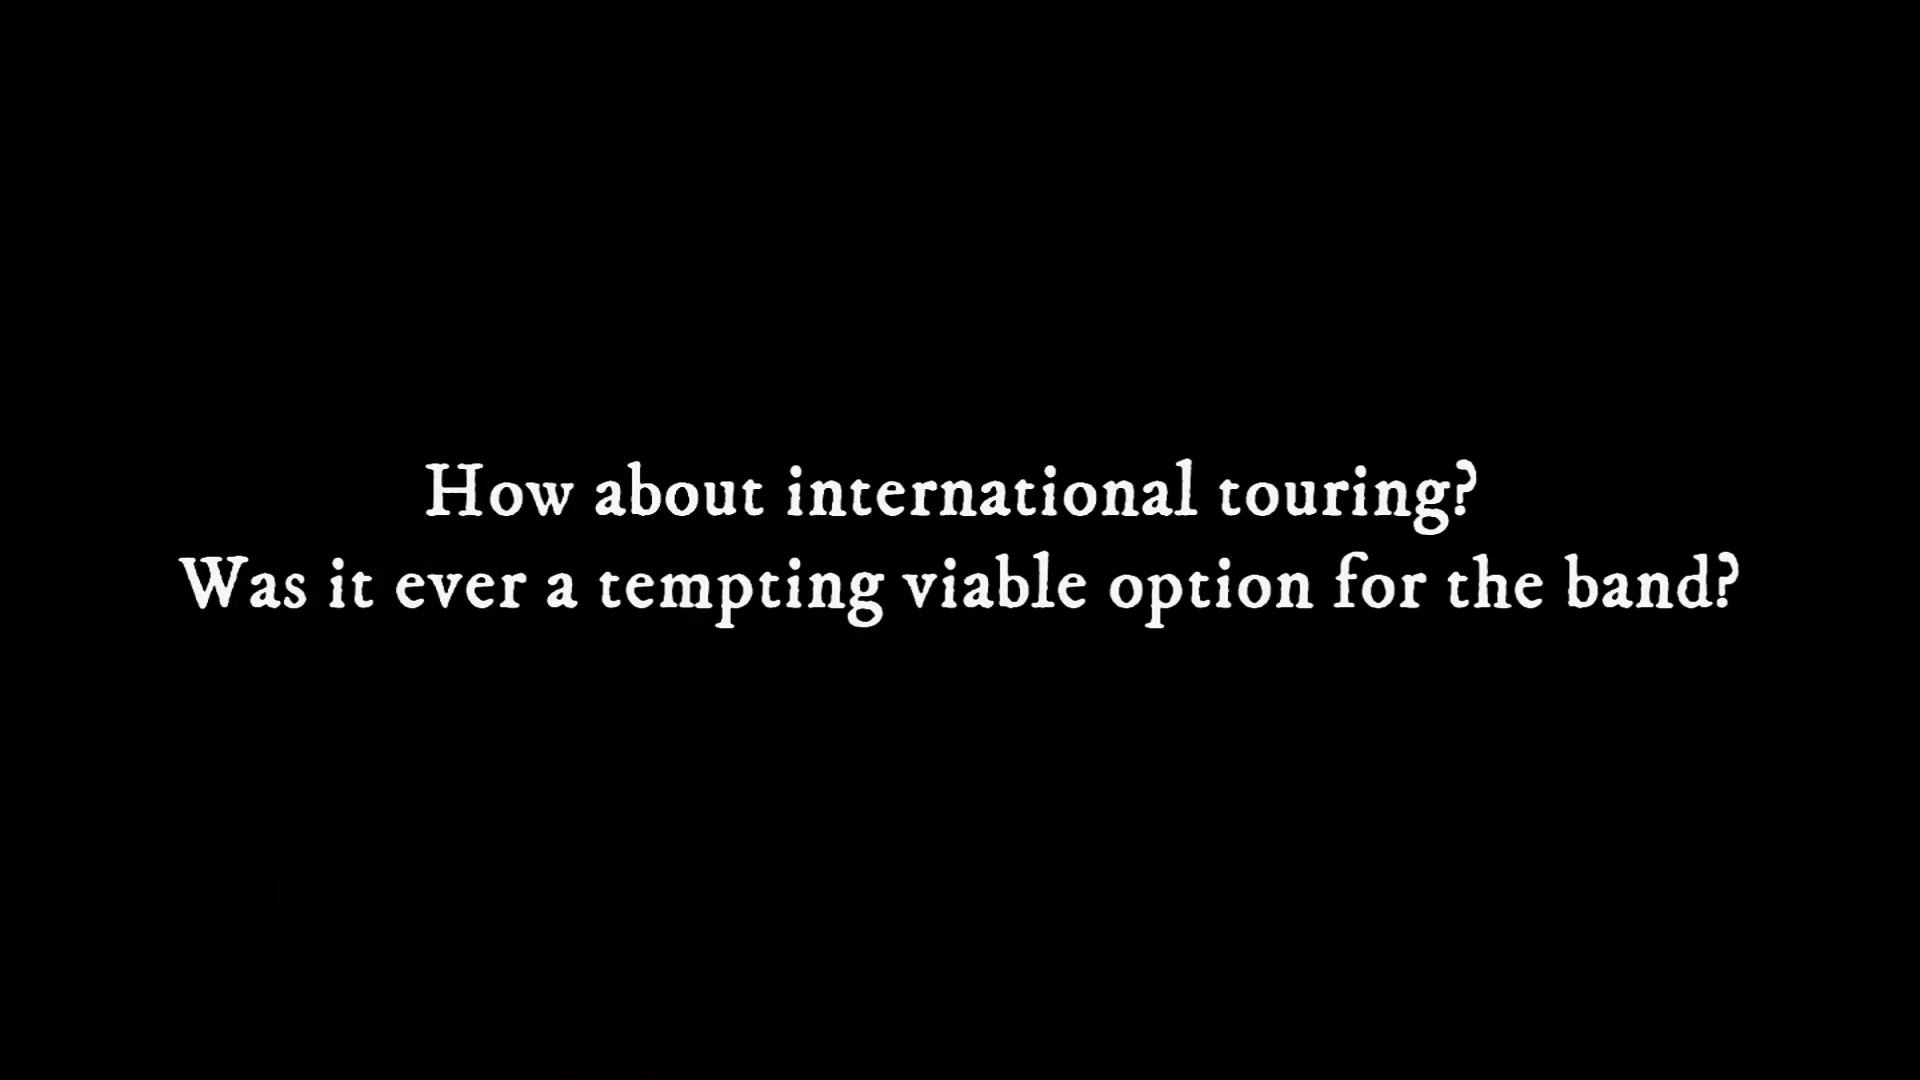 How about international touring?
Was it ever a tempting viable option for the band?